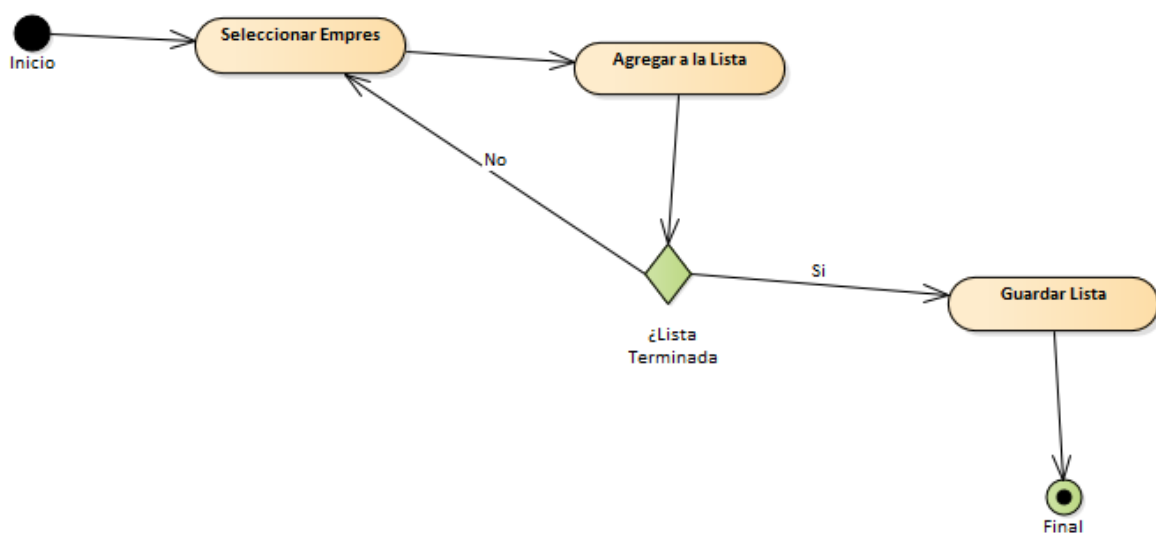 Inicio
Seleccionar Empres
Agregar a la Lista
No
Si
¿Lista
Terminada
Guardar Lista
Final